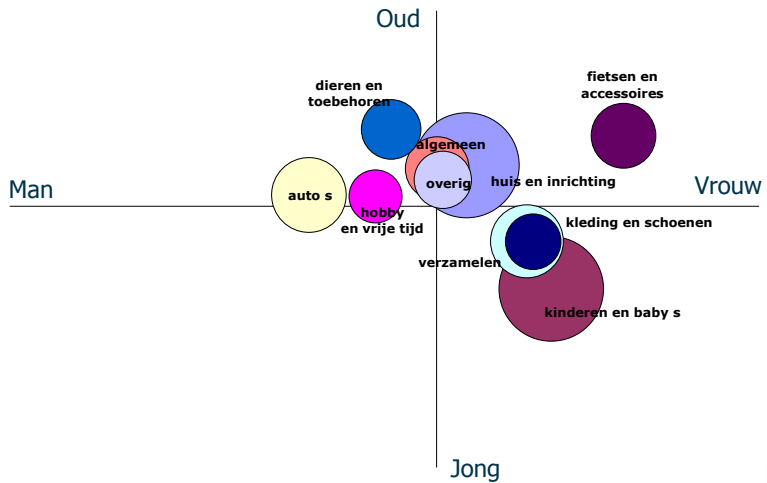 Oud
fietsen en
accessoires
dieren en
toebehoren
algemeen
Man
Vrouw
auto s
overig
huis en inrichting
hobby
en vrije tijd
kleding en schoenen
verzamelen
kinderen en baby s
Jong